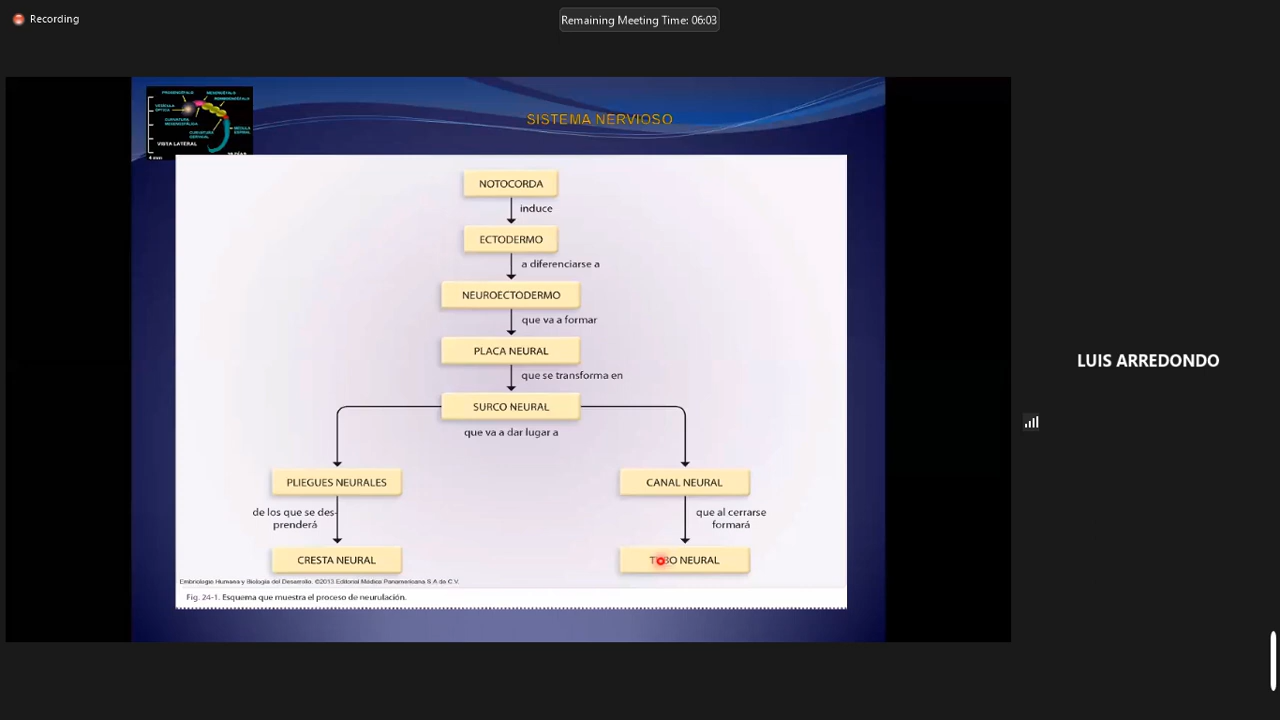 Recording
Remaining Meeting Time: 06:03
PROSENCÉFALO
MESENCÉFALO
ROMBENCÉFALO
VESÍCULA
ÓPTICA
CURVATURA
MESENCEFÁLICA
CURVATURA
CERVICAL
MÉDULA
ESPINAL
VISTA LATERAL
4 mm
DÍAS
SISTEMA NERVIOSO
NOTOCORDA
induce
ECTODERMO
a diferenciarse a
NEUROECTODERMO
que va a formar
PLACA NEURAL
que se transforma en
SURCO NEURAL
que va a dar lugar a
PLIEGUES NEURALES
CANAL NEURAL
de los que se des-
prenderá
que al cerrarse
formará
CRESTA NEURAL
TUBO NEURAL
Embriología Humana y Biología del Desarrollo. ©2013 Editorial Médica Panamericana S.A de C.V.
Fig. 24-1. Esquema que muestra el proceso de neurulación.
LUIS ARREDONDO